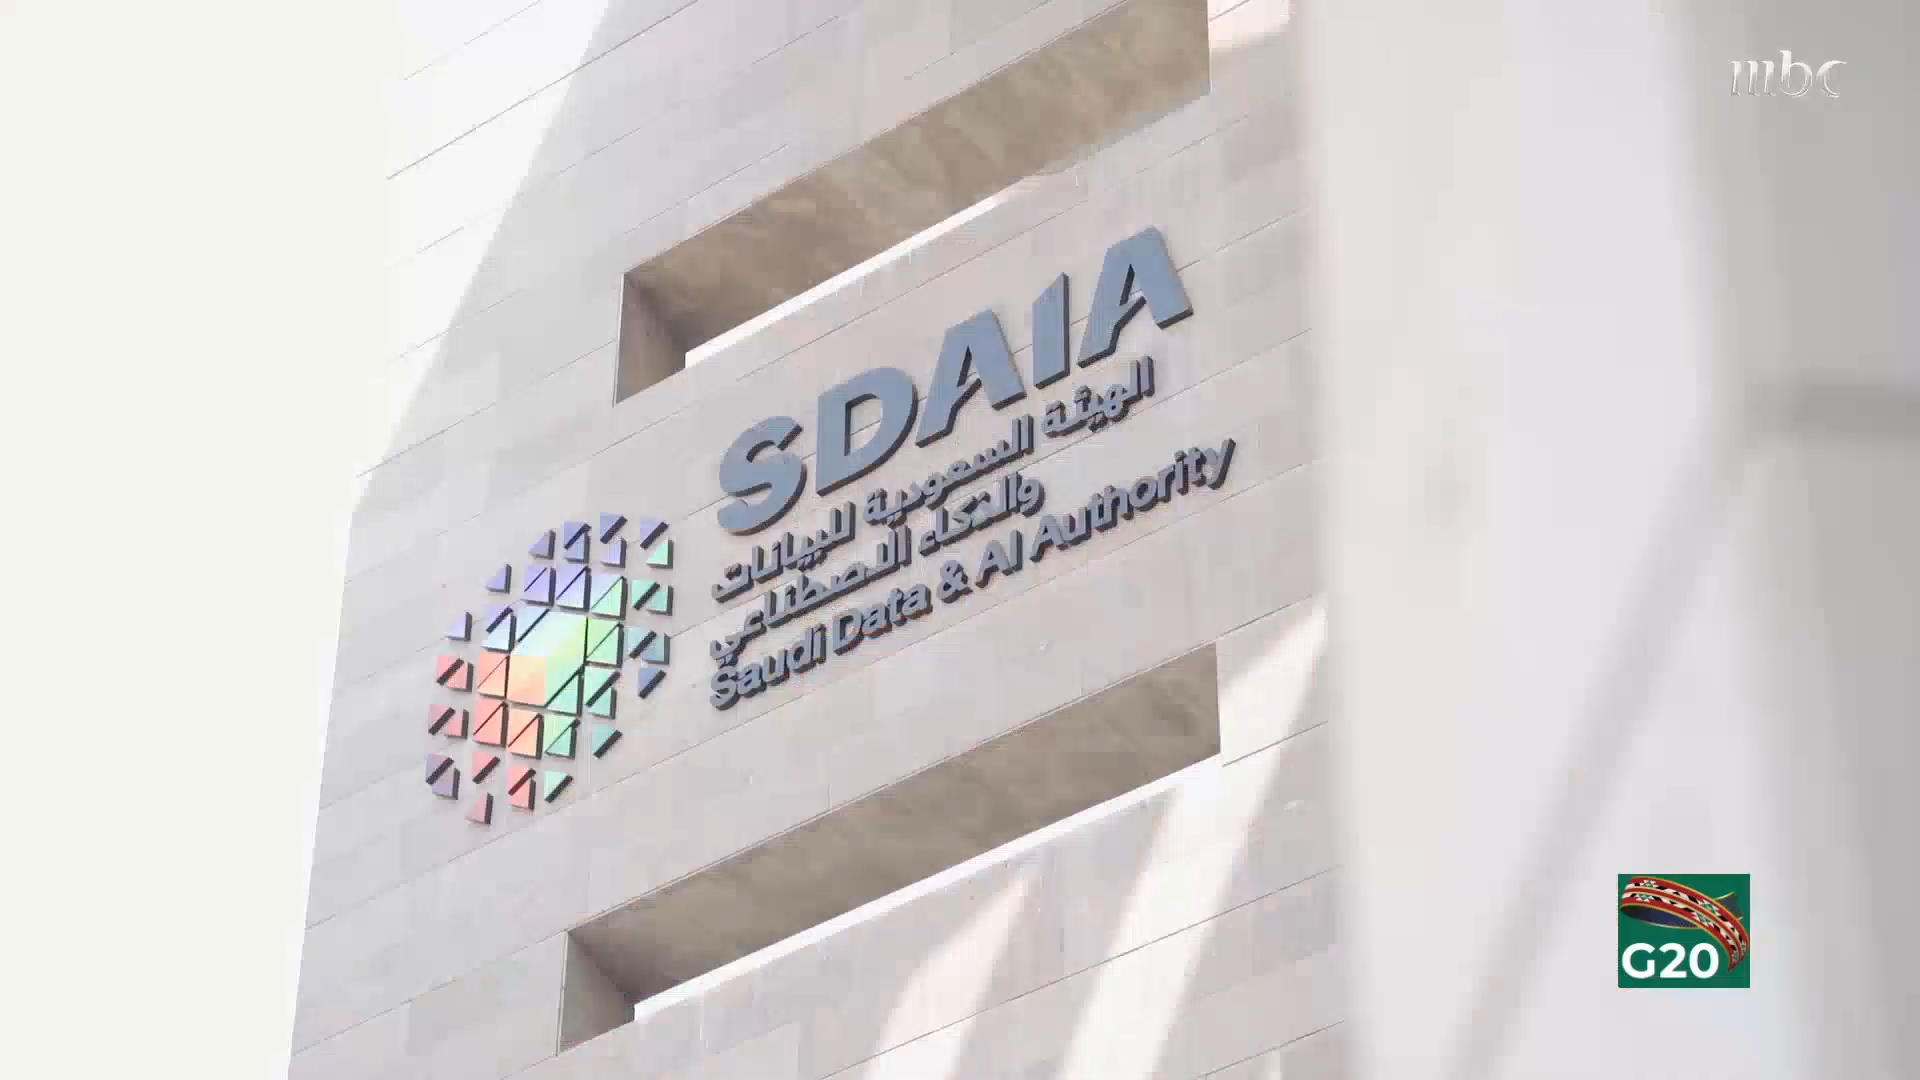 mbc
SDAIA
الهيئة السعودية للبيانات
والذكاء الاصطناعي
Saudi Data & AI Authority
G20